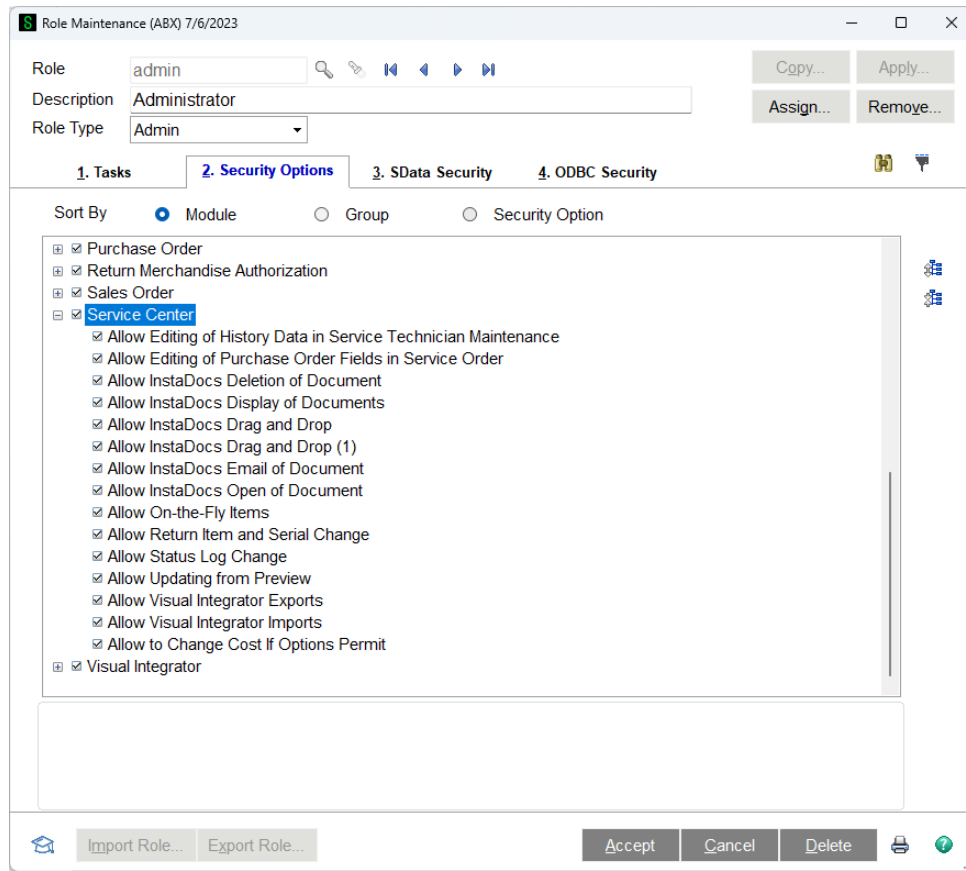 S Role Maintenance (ABX) 7/6/2023
Role admin Copy... Apply...
Description Administrator Assign... Remove...
Role Type Admin
1. Tasks 2. Security Options 3. SData Security 4. ODBC Security
Sort By Module Group Security Option
Purchase Order
Return Merchandise Authorization
Sales Order
Service Center
Allow Editing of History Data in Service Technician Maintenance
Allow Editing of Purchase Order Fields in Service Order
Allow InstaDocs Deletion of Document
Allow InstaDocs Display of Documents
Allow InstaDocs Drag and Drop
Allow InstaDocs Drag and Drop (1)
Allow InstaDocs Email of Document
Allow InstaDocs Open of Document
Allow On-the-Fly Items
Allow Return Item and Serial Change
Allow Status Log Change
Allow Updating from Preview
Allow Visual Integrator Exports
Allow Visual Integrator Imports
Allow to Change Cost If Options Permit
Visual Integrator
Import Role... Export Role... Accept Cancel Delete ?